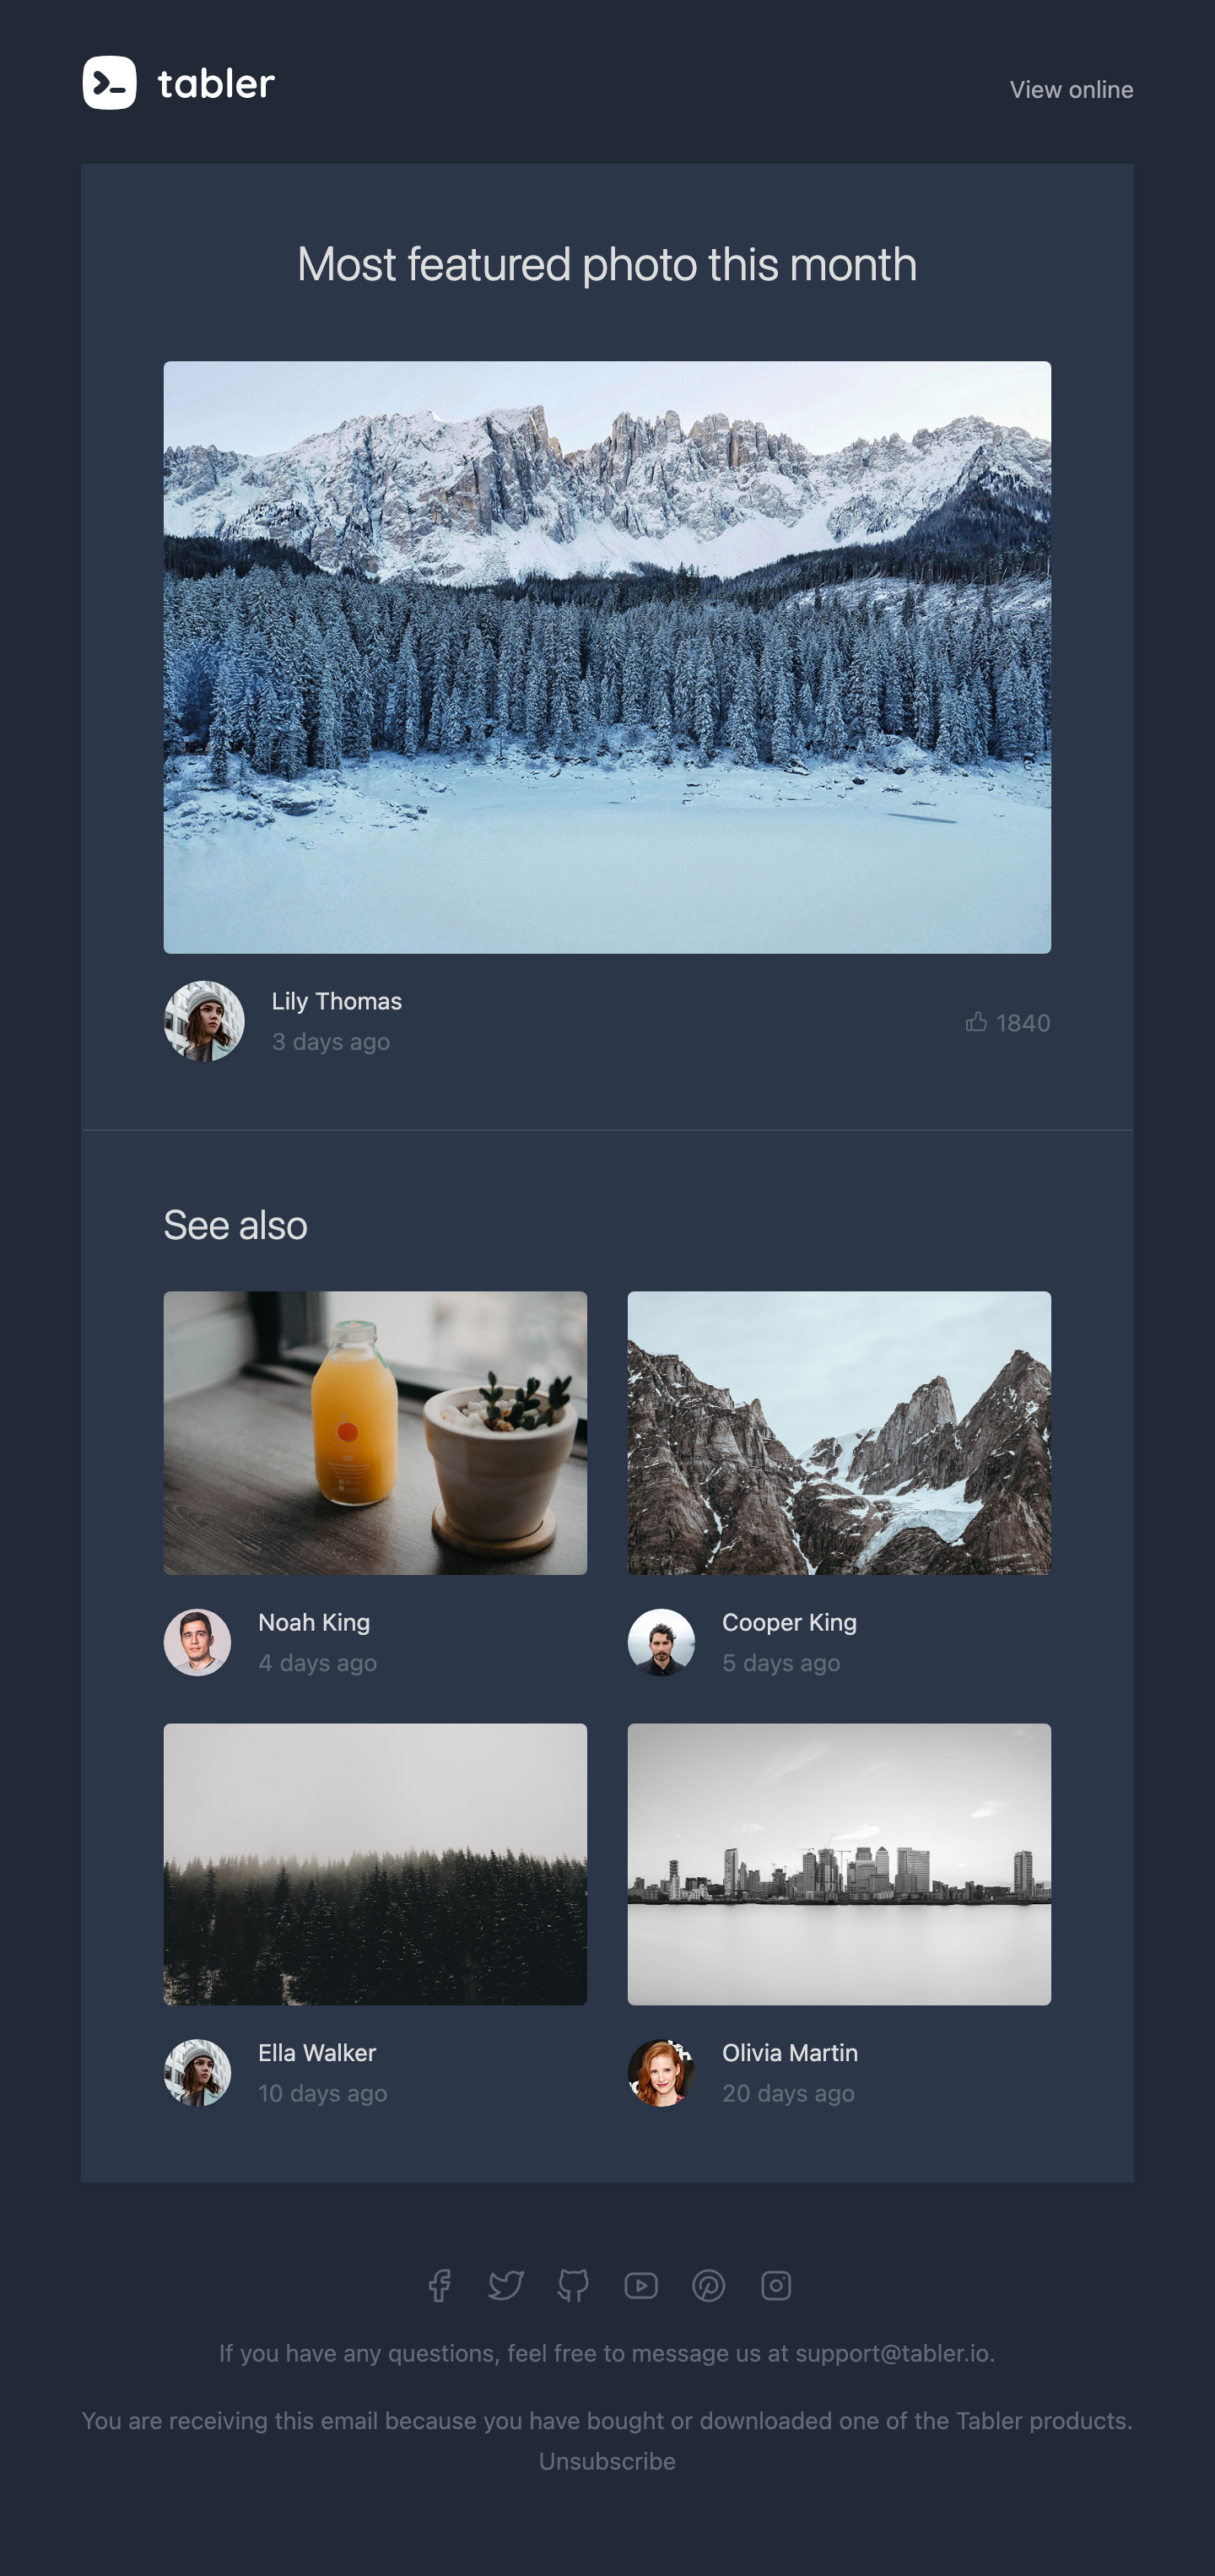 tabler
View online
Most featured photo this month
Lily Thomas
3 days ago
1840
See also
Noah King
4 days ago
Cooper King
5 days ago
Ella Walker
10 days ago
Olivia Martin
20 days ago
If you have any questions, feel free to message us at support@tabler.io.
You are receiving this email because you have bought or downloaded one of the Tabler products.
Unsubscribe